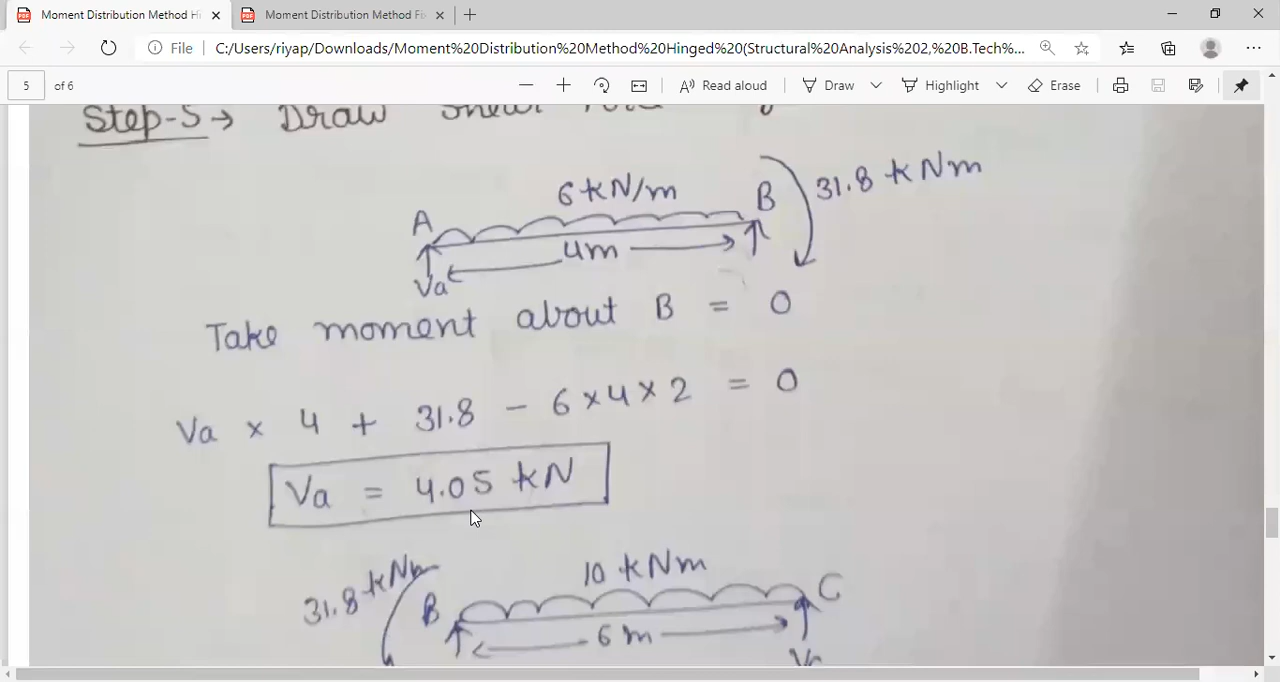 Moment Distribution Method Hi
Moment Distribution Method Fi
File
C:/Users/riyap/Downloads/Moment%20Distribution%20Method%20Hinged%20(Structural%20Analysis%202,%20B.Tech%...
5 of 6
Read aloud
Draw
Highlight
Erase
Step-5→ Draw
6 kN/m
31.8 kNm
A
B
4m
Va
Take moment about B = 0
Va × 4 + 31.8 - 6×4×2 = 0
Va = 4.05 kN
31.8 kNm
10 kNm
B
C
6 m